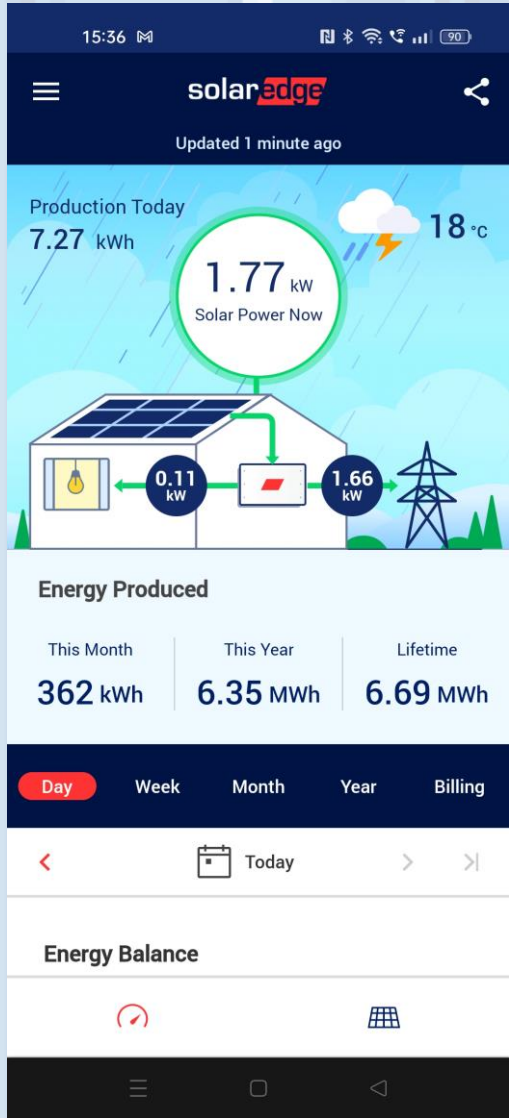 15:36
90
solaredge
Updated 1 minute ago
Production Today
7.27 kWh
18 °C
1.77 kW
Solar Power Now
0.11 kW
1.66 kW
Energy Produced
This Month This Year Lifetime
362 kWh 6.35 MWh 6.69 MWh
Day Week Month Year Billing
Today
Energy Balance